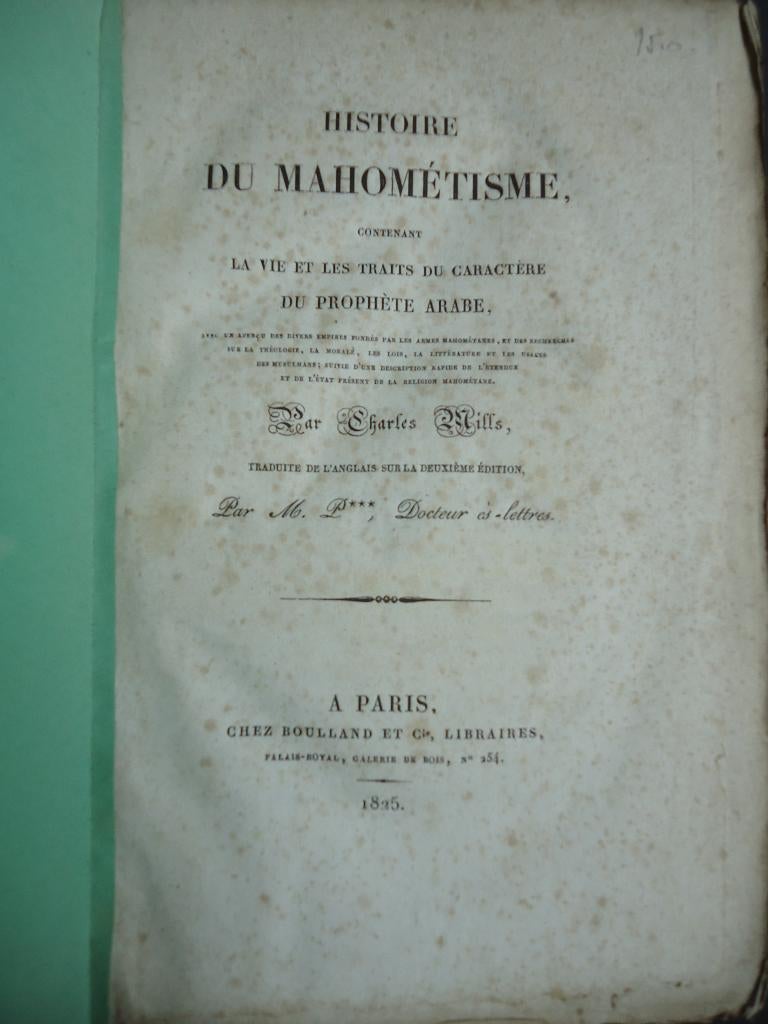 HISTOIRE
DU MAHOMÉTISME,
CONTENANT
LA VIE ET LES TRAITS DU CARACTÈRE
DU PROPHÈTE ARABE,
AVEC UN APERÇU DES DIVERS EMPIRES FONDÉS PAR LES ARMES MAHOMÉTANES, ET DES RECHERCHES
SUR LA THÉOLOGIE, LA MORALE, LES LOIS, LA LITTÉRATURE ET LES USAGES
DES MUSULMANS; SUIVIE D'UNE DESCRIPTION RAPIDE DE L'ÉTENDUE
ET DE L'ÉTAT PRÉSENT DE LA RELIGION MAHOMÉTANE.
Par Charles Mills,
TRADUITE DE L'ANGLAIS SUR LA DEUXIÈME ÉDITION,
Par M. P***, Docteur ès-lettres.
A PARIS,
CHEZ BOULLAND ET Cie, LIBRAIRES,
PALAIS-ROYAL, GALERIE DE BOIS, N° 254.
1825.